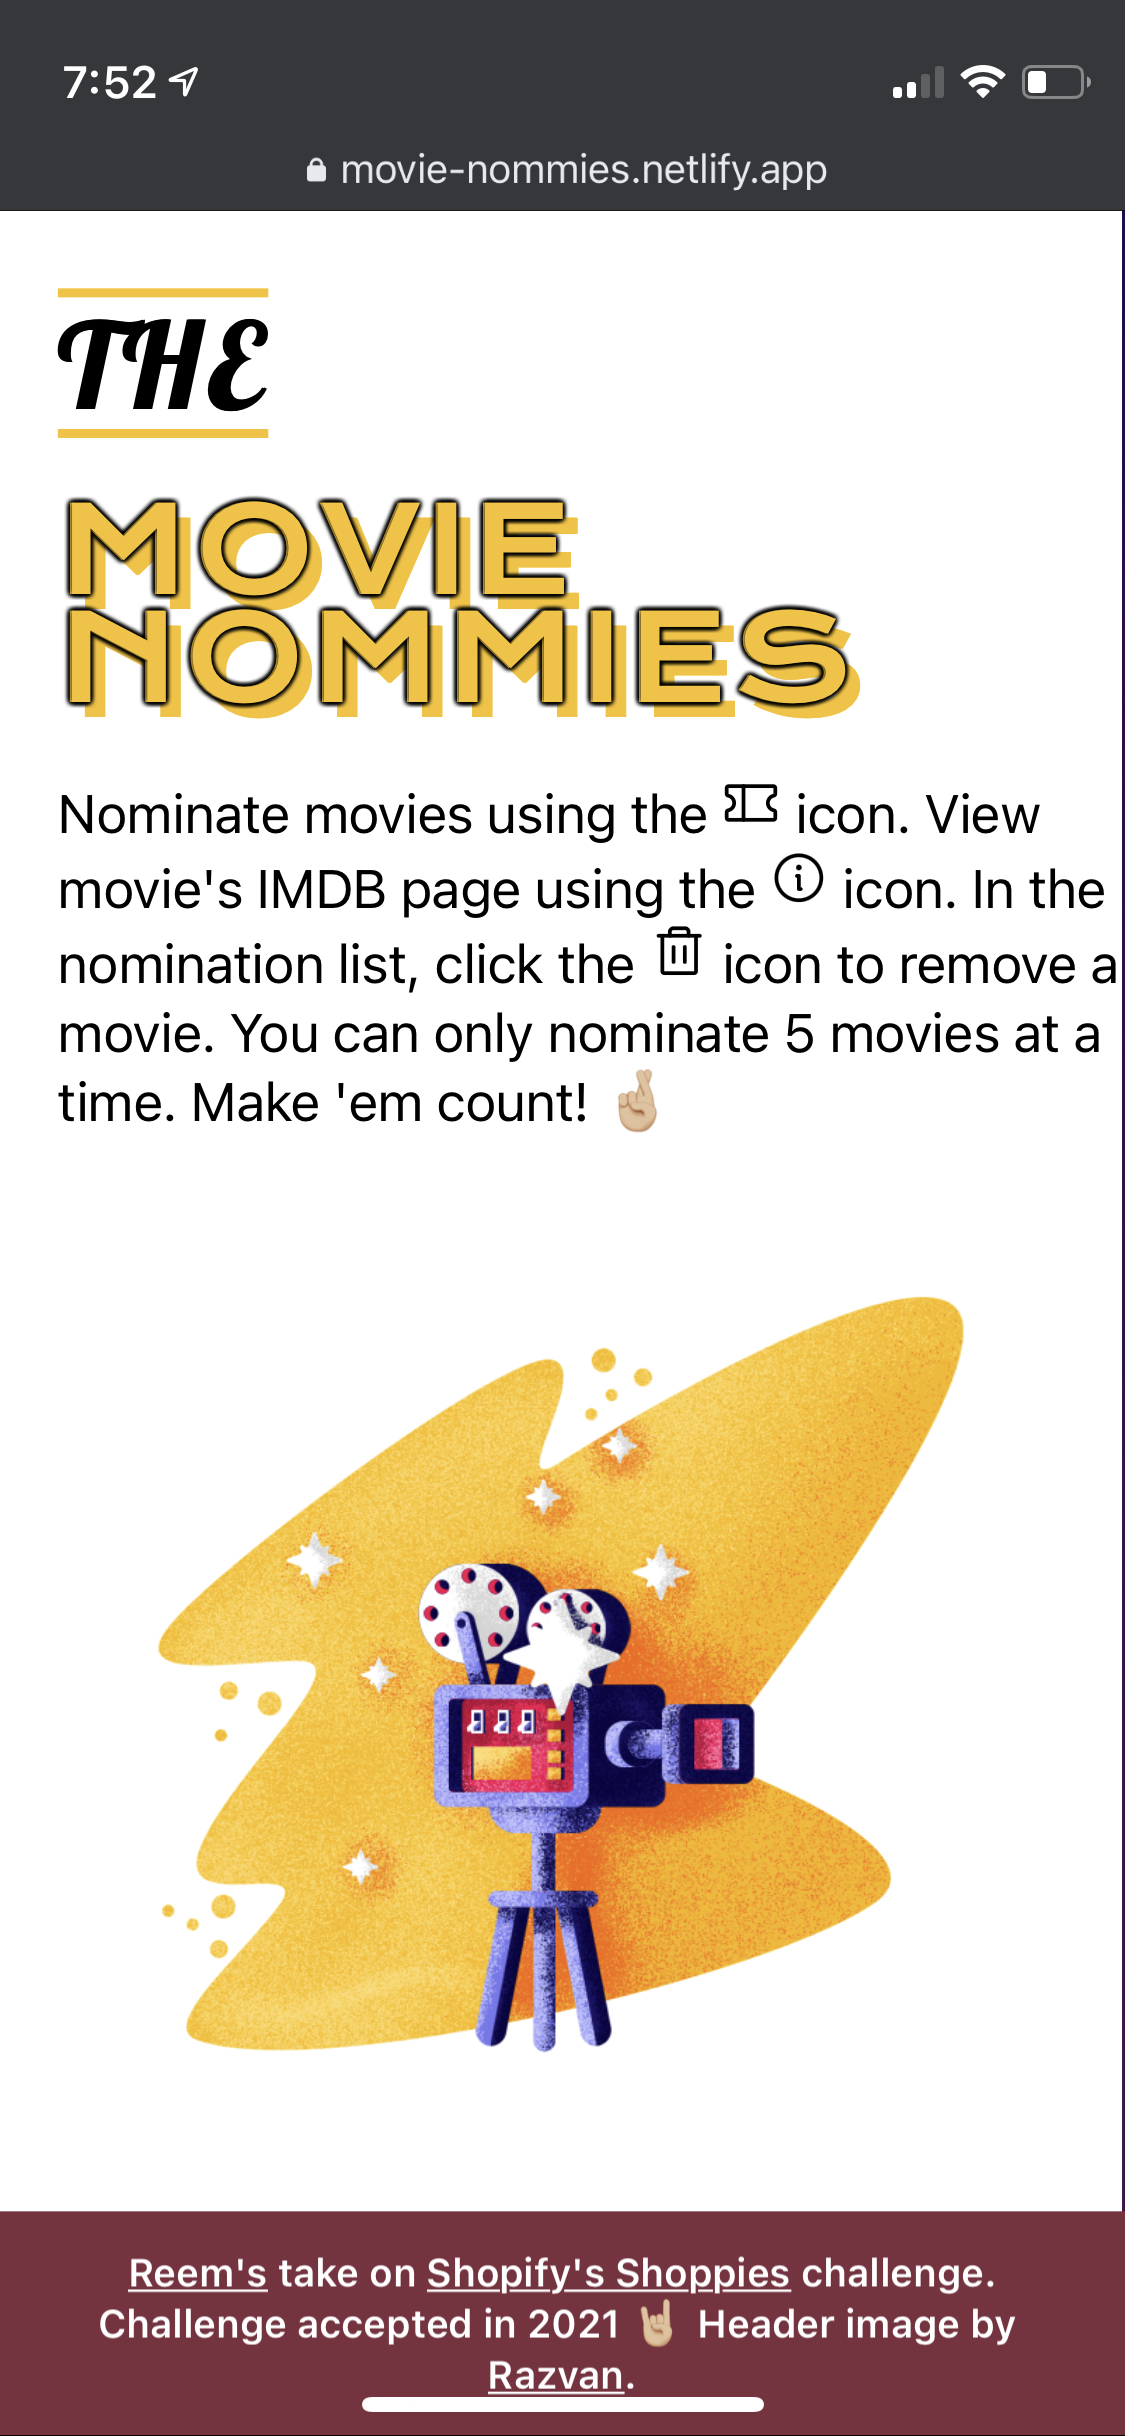 7:52
movie-nommies.netlify.app
THE
MOVIE
NOMMIES
Nominate movies using the icon. View
movie's IMDB page using the icon. In the
nomination list, click the icon to remove a
movie. You can only nominate 5 movies at a
time. Make 'em count! 🤞🏼
Reem's take on Shopify's Shoppies challenge.
Challenge accepted in 2021 🤘🏼 Header image by
Razvan.